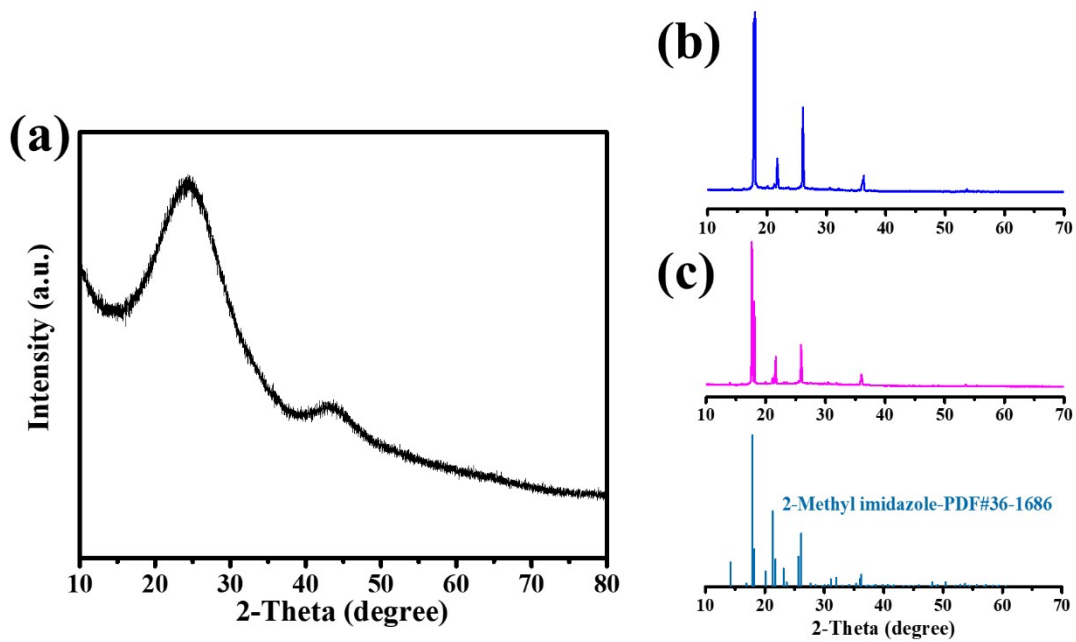 (a)
Intensity (a.u.)
10 20 30 40 50 60 70 80
2-Theta (degree)
(b)
10 20 30 40 50 60 70
(c)
10 20 30 40 50 60 70
2-Methyl imidazole-PDF#36-1686
10 20 30 40 50 60 70
2-Theta (degree)